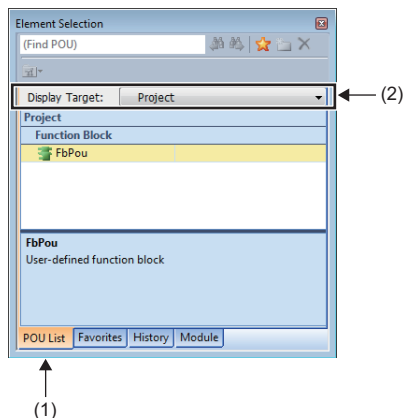 Element Selection
(Find POU)
Display Target: Project
(2)
Project
Function Block
FbPou
FbPou
User-defined function block
POU List Favorites History Module
(1)